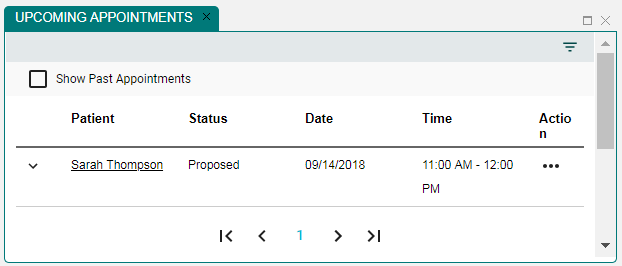 UPCOMING APPOINTMENTS
Show Past Appointments
Patient Status Date Time Actio
n
Sarah Thompson Proposed 09/14/2018 11:00 AM - 12:00
PM
1